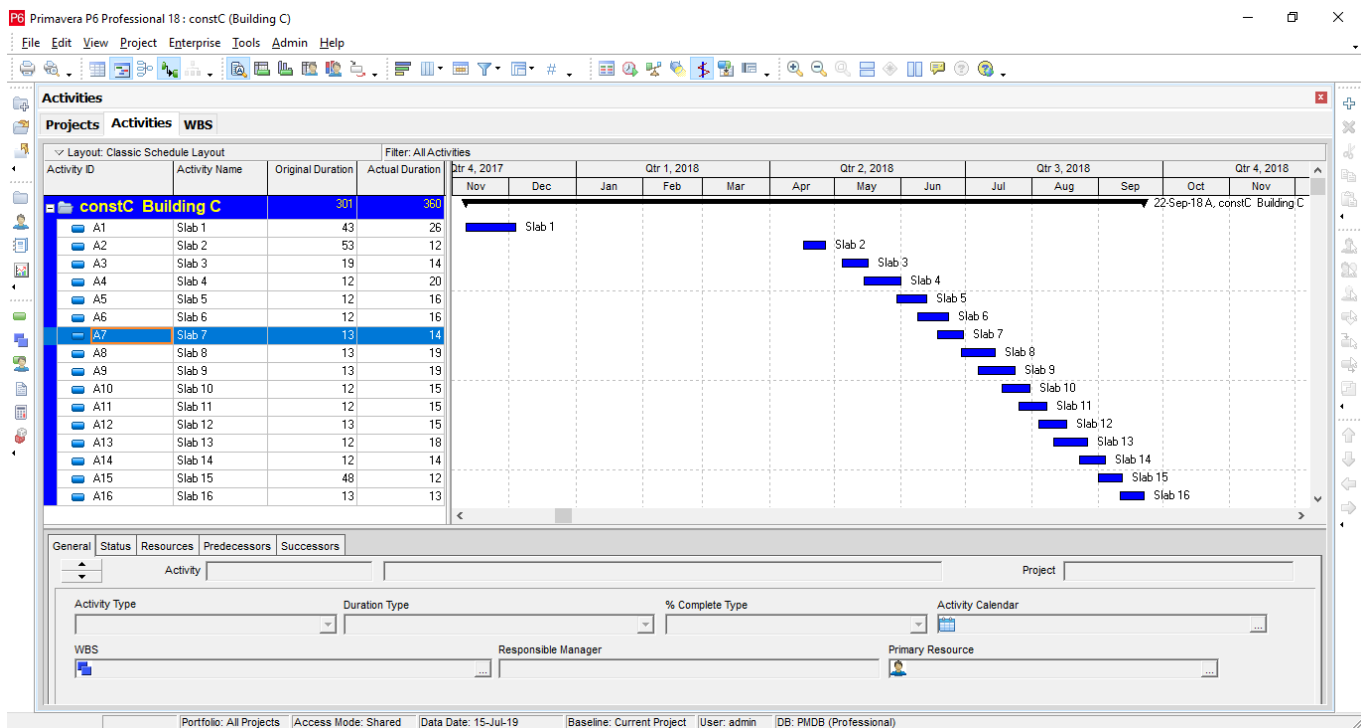 P6 Primavera P6 Professional 18 : constC (Building C)
File Edit View Project Enterprise Tools Admin Help
Activities
Projects Activities WBS
Layout: Classic Schedule Layout Filter: All Activities
Activity ID Activity Name Original Duration Actual Duration Qtr 4, 2017 Qtr 1, 2018 Qtr 2, 2018 Qtr 3, 2018 Qtr 4, 2018
Nov Dec Jan Feb Mar Apr May Jun Jul Aug Sep Oct Nov
constC Building C 301 360 22-Sep-18 A, constC Building C
A1 Slab 1 43 26 Slab 1
A2 Slab 2 53 12 Slab 2
A3 Slab 3 19 14 Slab 3
A4 Slab 4 12 20 Slab 4
A5 Slab 5 12 16 Slab 5
A6 Slab 6 12 16 Slab 6
A7 Slab 7 13 14 Slab 7
A8 Slab 8 13 19 Slab 8
A9 Slab 9 13 19 Slab 9
A10 Slab 10 12 15 Slab 10
A11 Slab 11 12 15 Slab 11
A12 Slab 12 13 15 Slab 12
A13 Slab 13 12 18 Slab 13
A14 Slab 14 12 14 Slab 14
A15 Slab 15 48 12 Slab 15
A16 Slab 16 13 13 Slab 16
General Status Resources Predecessors Successors
Activity Project
Activity Type Duration Type % Complete Type Activity Calendar
WBS Responsible Manager Primary Resource
Portfolio: All Projects Access Mode: Shared Data Date: 15-Jul-19 Baseline: Current Project User: admin DB: PMDB (Professional)